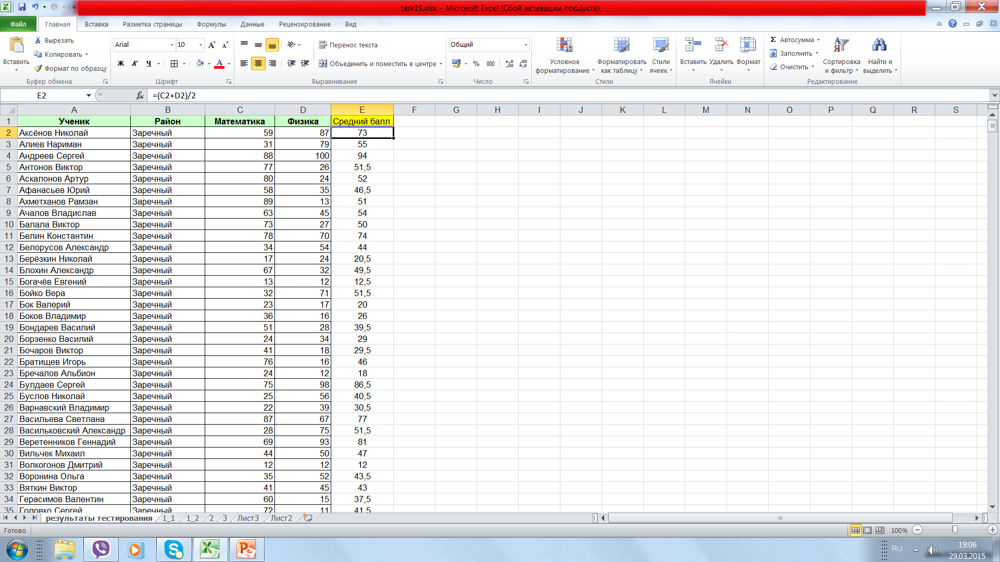 task19.xlsx - Microsoft Excel (Сбой активации продукта)
Файл Главная Вставка Разметка страницы Формулы Данные Рецензирование Вид
Вставить
Вырезать
Копировать
Формат по образцу
Буфер обмена
Arial 10
Ж К Ч
Шрифт
Перенос текста
Объединить и поместить в центре
Выравнивание
Общий
% 000
Число
Условное форматирование
Форматировать как таблицу
Стили ячеек
Стили
Вставить Удалить Формат
Ячейки
Σ Автосумма
Заполнить
Очистить
Сортировка и фильтр
Найти и выделить
Редактирование
E2 fx =(C2+D2)/2
A B C D E F G H I J K L M N O P Q R S
1 Ученик Район Математика Физика Средний балл
2 Аксёнов Николай Заречный 59 87 73
3 Алиев Нариман Заречный 31 79 55
4 Андреев Сергей Заречный 88 100 94
5 Антонов Виктор Заречный 77 26 51,5
6 Аскалонов Артур Заречный 80 24 52
7 Афанасьев Юрий Заречный 58 35 46,5
8 Ахметханов Рамзан Заречный 89 13 51
9 Ачалов Владислав Заречный 63 45 54
10 Балала Виктор Заречный 73 27 50
11 Белин Константин Заречный 78 70 74
12 Белорусов Александр Заречный 34 54 44
13 Берёзкин Николай Заречный 17 24 20,5
14 Блохин Александр Заречный 67 32 49,5
15 Богачёв Евгений Заречный 13 12 12,5
16 Бойко Вера Заречный 32 71 51,5
17 Бок Валерий Заречный 23 17 20
18 Боков Владимир Заречный 36 16 26
19 Бондарев Василий Заречный 51 28 39,5
20 Борзенко Василий Заречный 24 34 29
21 Бочаров Виктор Заречный 41 18 29,5
22 Братищев Игорь Заречный 76 16 46
23 Бречалов Альбион Заречный 24 12 18
24 Булдаев Сергей Заречный 75 98 86,5
25 Буслов Николай Заречный 25 56 40,5
26 Варнавский Владимир Заречный 22 39 30,5
27 Васильева Светлана Заречный 87 67 77
28 Васильковский Александр Заречный 28 75 51,5
29 Веретенников Геннадий Заречный 69 93 81
30 Вильчек Михаил Заречный 44 50 47
31 Волкогонов Дмитрий Заречный 12 12 12
32 Воронина Ольга Заречный 35 52 43,5
33 Вяткин Виктор Заречный 41 45 43
34 Герасимов Валентин Заречный 60 15 37,5
35 Головко Сергей Заречный 72 11 41,5
результаты тестирования 1_1 1_2 2 3 Лист3 Лист2
Готово 100%
RU 19:06
29.03.2015